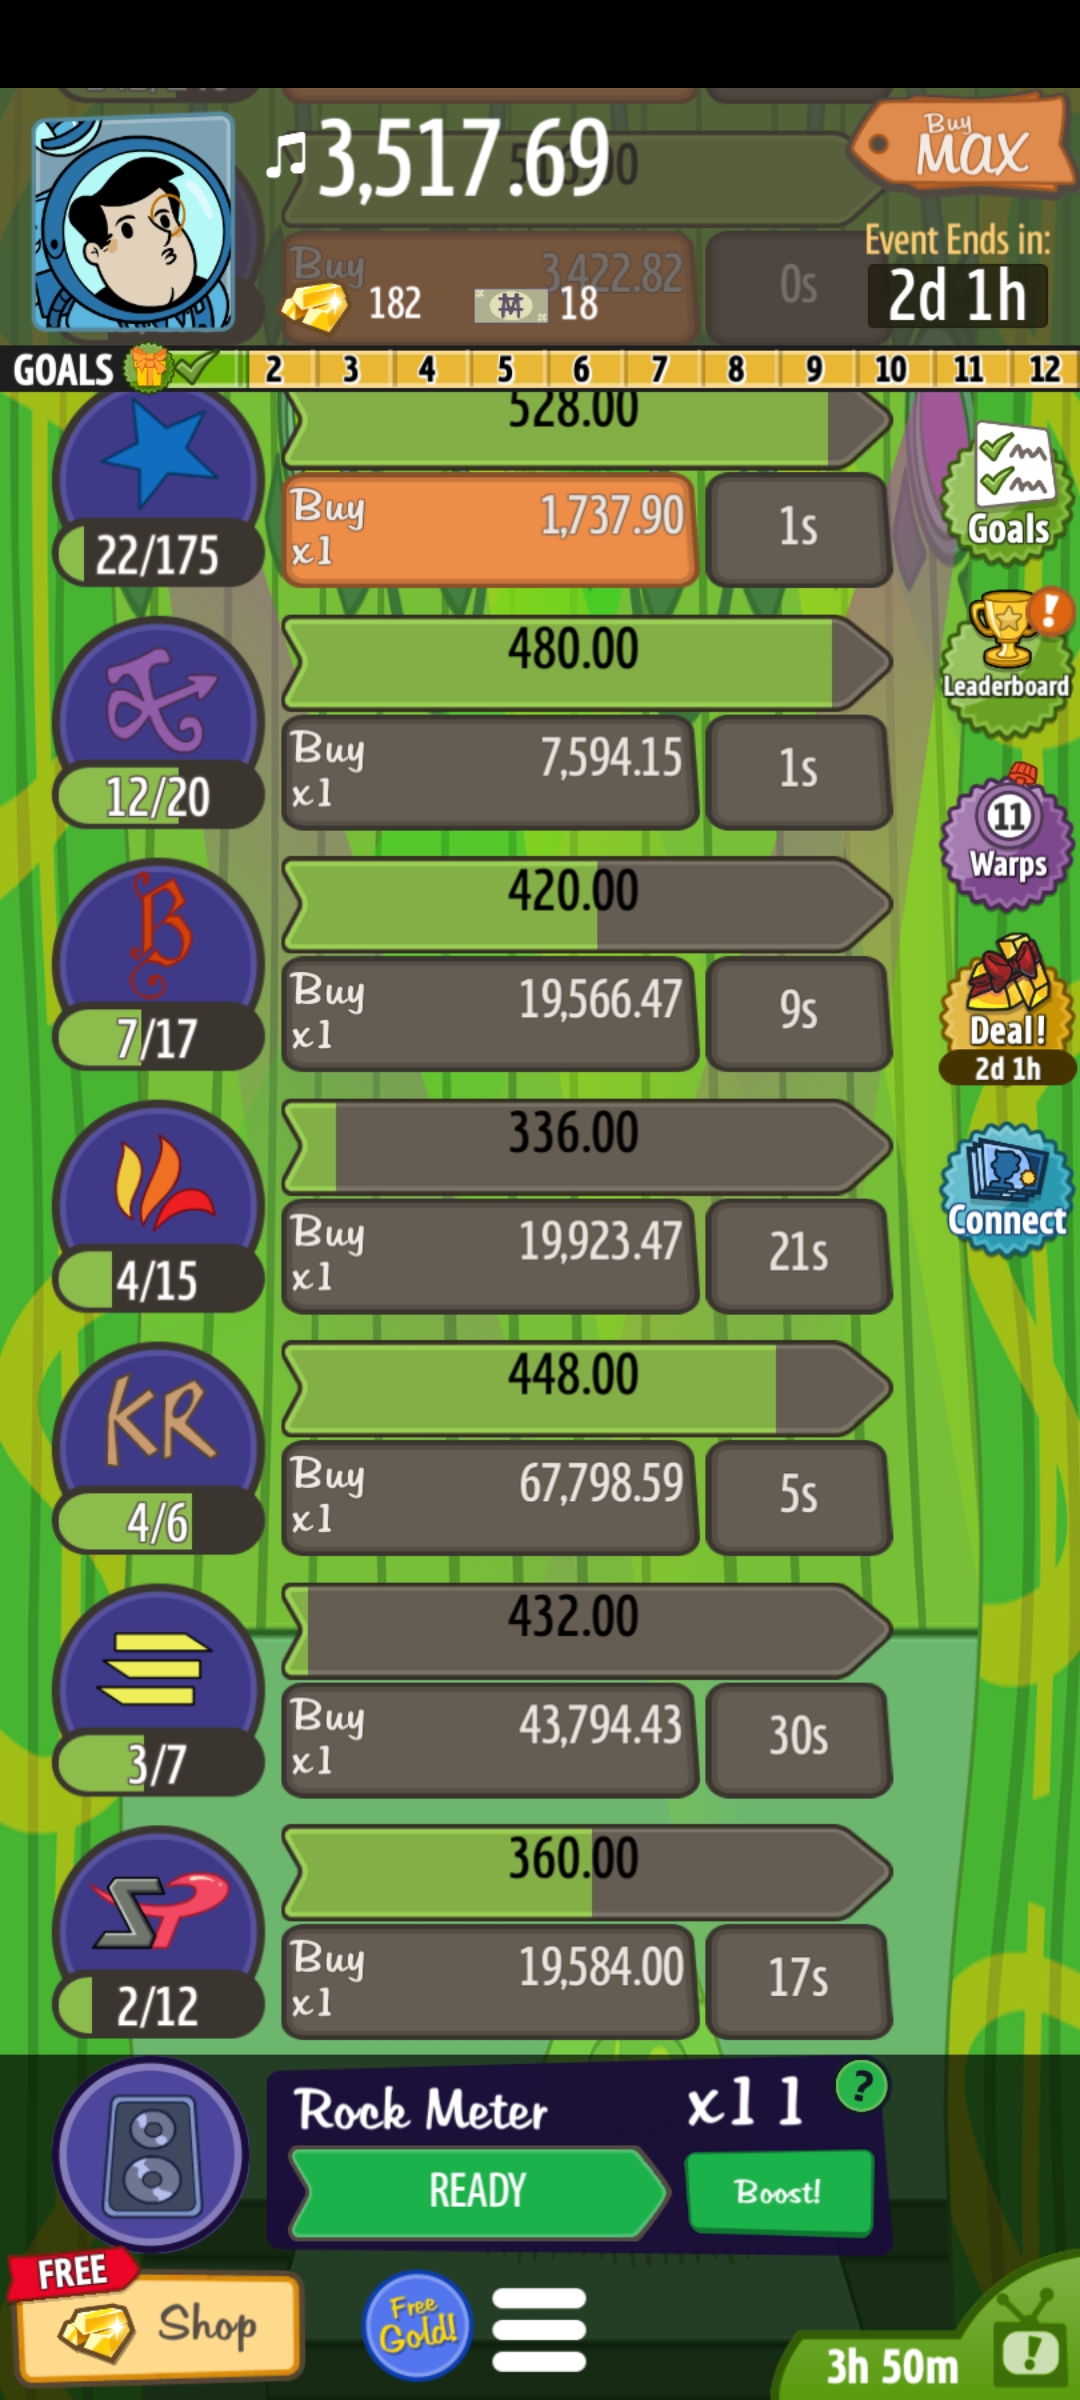 3,517.69
Buy
MAX
Buy
3,422.82
0s
182
18
Event Ends in:
2d 1h
GOALS 2 3 4 5 6 7 8 9 10 11 12
528.00
Buy
x1
1,737.90
1s
22/175
Goals
480.00
Buy
x1
7,594.15
1s
12/20
Leaderboard
420.00
Buy
x1
19,566.47
9s
7/17
11
Warps
Deal!
2d 1h
336.00
Buy
x1
19,923.47
21s
4/15
Connect
KR
448.00
Buy
x1
67,798.59
5s
4/6
432.00
Buy
x1
43,794.43
30s
3/7
360.00
Buy
x1
19,584.00
17s
2/12
Rock Meter
x11
?
READY
Boost!
FREE
Shop
Free
Gold!
3h 50m